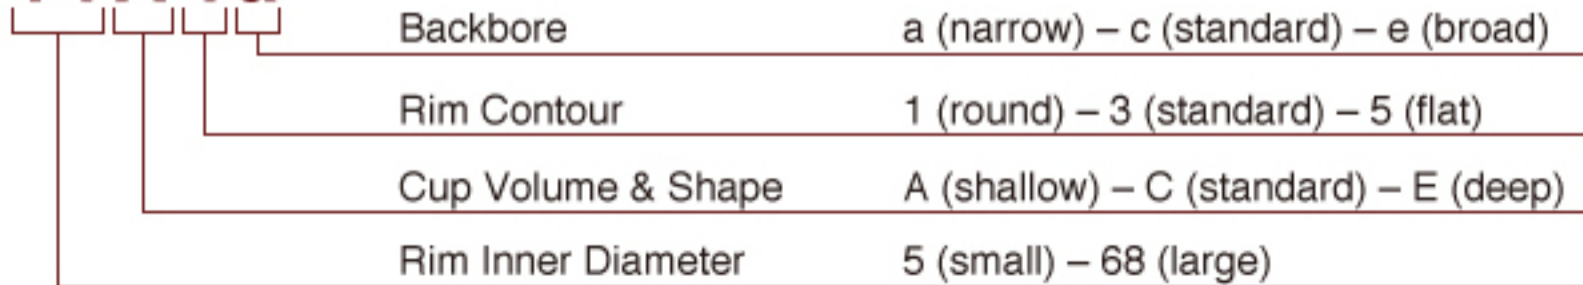 Backbore a (narrow) – c (standard) – e (broad)
Rim Contour 1 (round) – 3 (standard) – 5 (flat)
Cup Volume & Shape A (shallow) – C (standard) – E (deep)
Rim Inner Diameter 5 (small) – 68 (large)